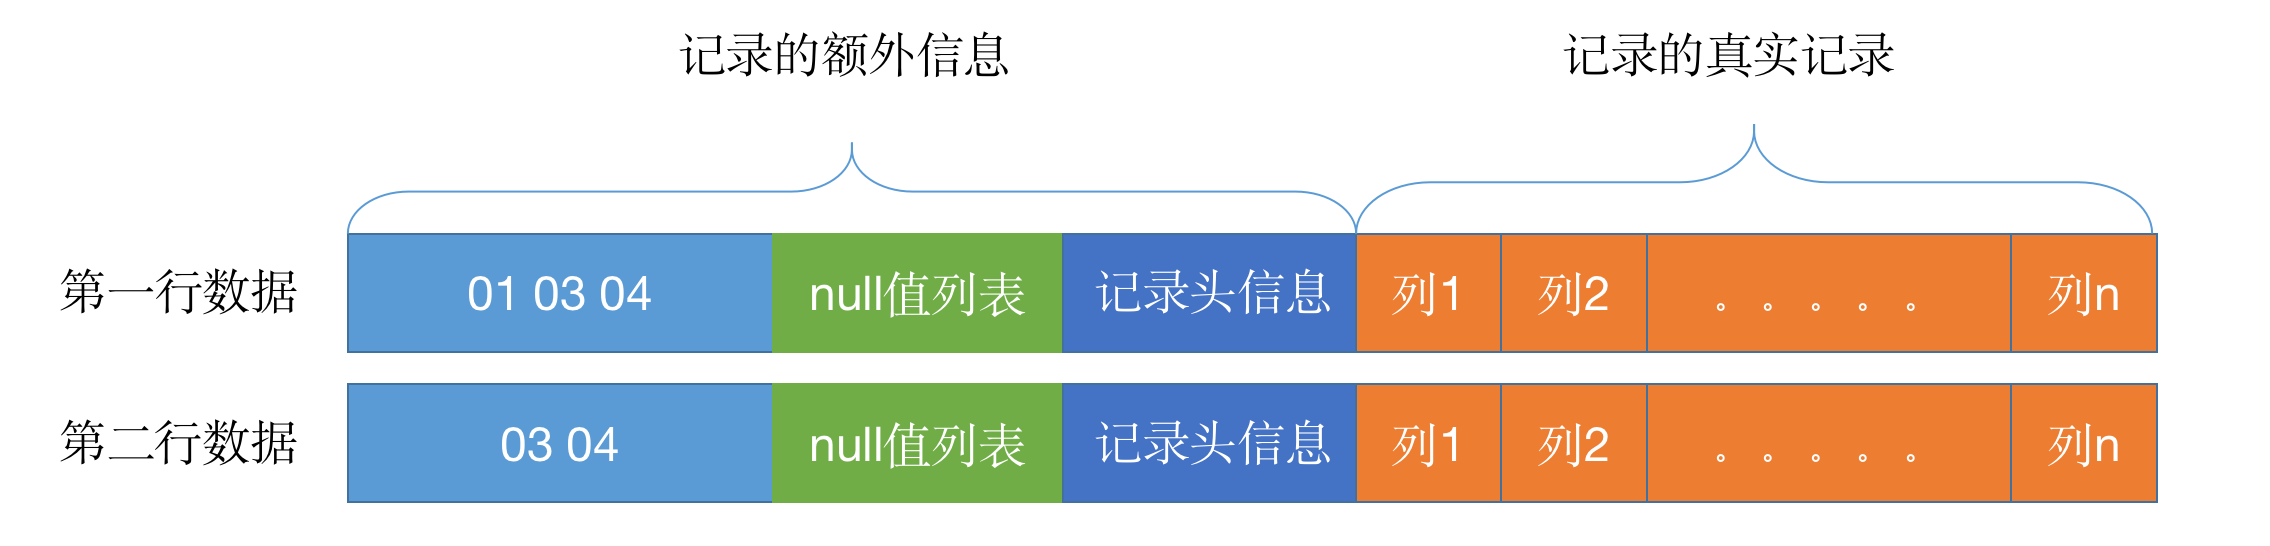 记录的额外信息 记录的真实记录
第一行数据 01 03 04 null值列表 记录头信息 列1 列2 。。。。。 列n
第二行数据 03 04 null值列表 记录头信息 列1 列2 。。。。。 列n